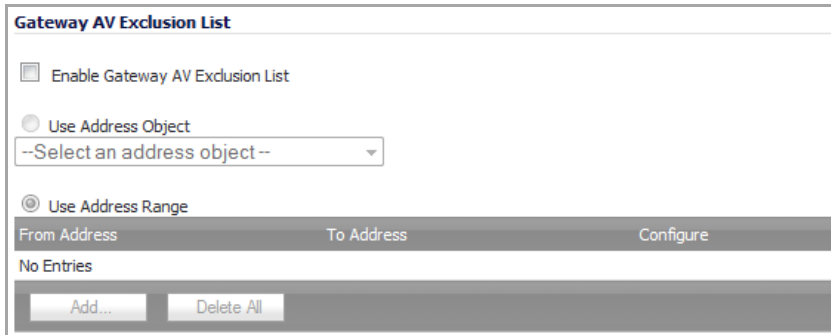 Gateway AV Exclusion List
Enable Gateway AV Exclusion List
Use Address Object
--Select an address object --
Use Address Range
From Address To Address Configure
No Entries
Add... Delete All